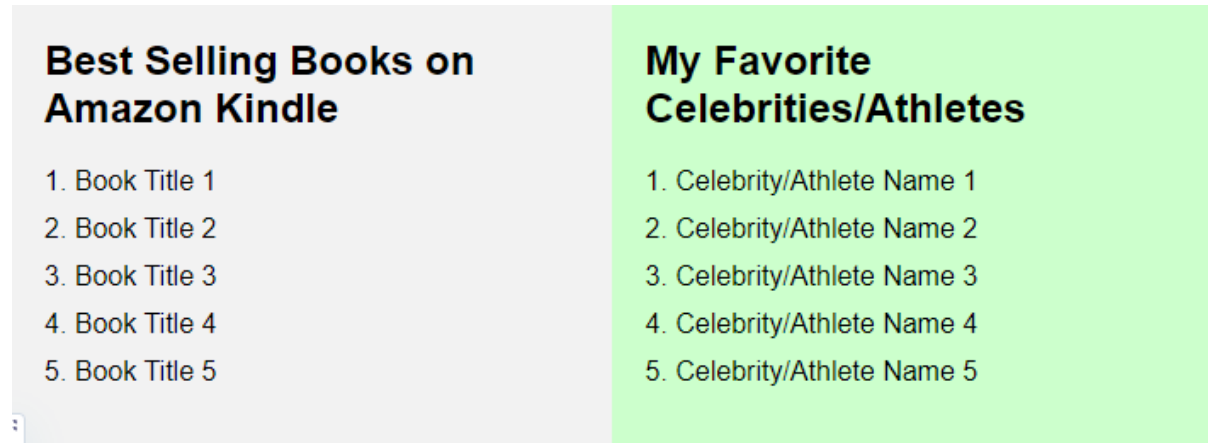 Best Selling Books on
Amazon Kindle
1. Book Title 1
2. Book Title 2
3. Book Title 3
4. Book Title 4
5. Book Title 5
My Favorite
Celebrities/Athletes
1. Celebrity/Athlete Name 1
2. Celebrity/Athlete Name 2
3. Celebrity/Athlete Name 3
4. Celebrity/Athlete Name 4
5. Celebrity/Athlete Name 5